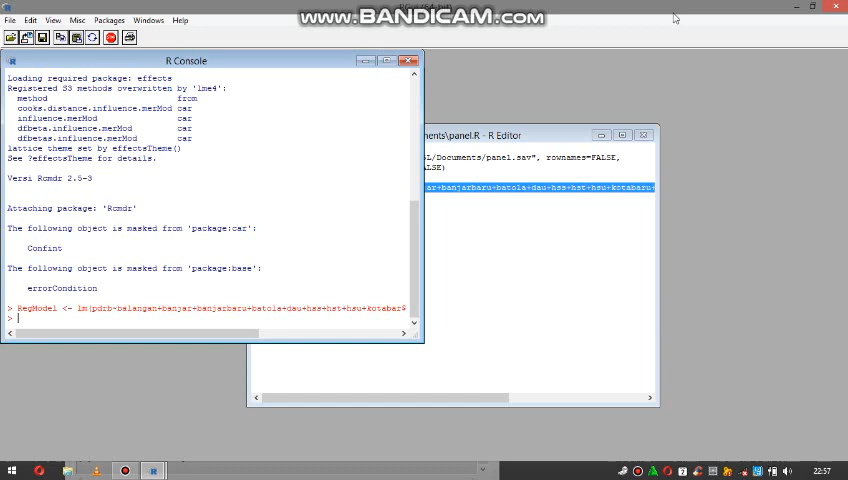 RGui (64-bit)
www.BANDICAM.com
File Edit View Misc Packages Windows Help
STOP
R Console
Loading required package: effects
Registered S3 methods overwritten by 'lme4':
method from
cooks.distance.influence.merMod car
influence.merMod car
dfbeta.influence.merMod car
dfbetas.influence.merMod car
lattice theme set by effectsTheme()
See ?effectsTheme for details.
Versi Rcmdr 2.5-3
Attaching package: 'Rcmdr'
The following object is masked from 'package:car':
Confint
The following object is masked from 'package:base':
errorCondition
> RegModel <- lm(pdrb~balangan+banjar+banjarbaru+batola+dau+hss+hst+hsu+kotabar$
>
ments\panel.R - R Editor
L/Documents/panel.sav", rownames=FALSE,
ALSE)
ar+banjarbaru+batola+dau+hss+hst+hsu+kotabaru+
22:57